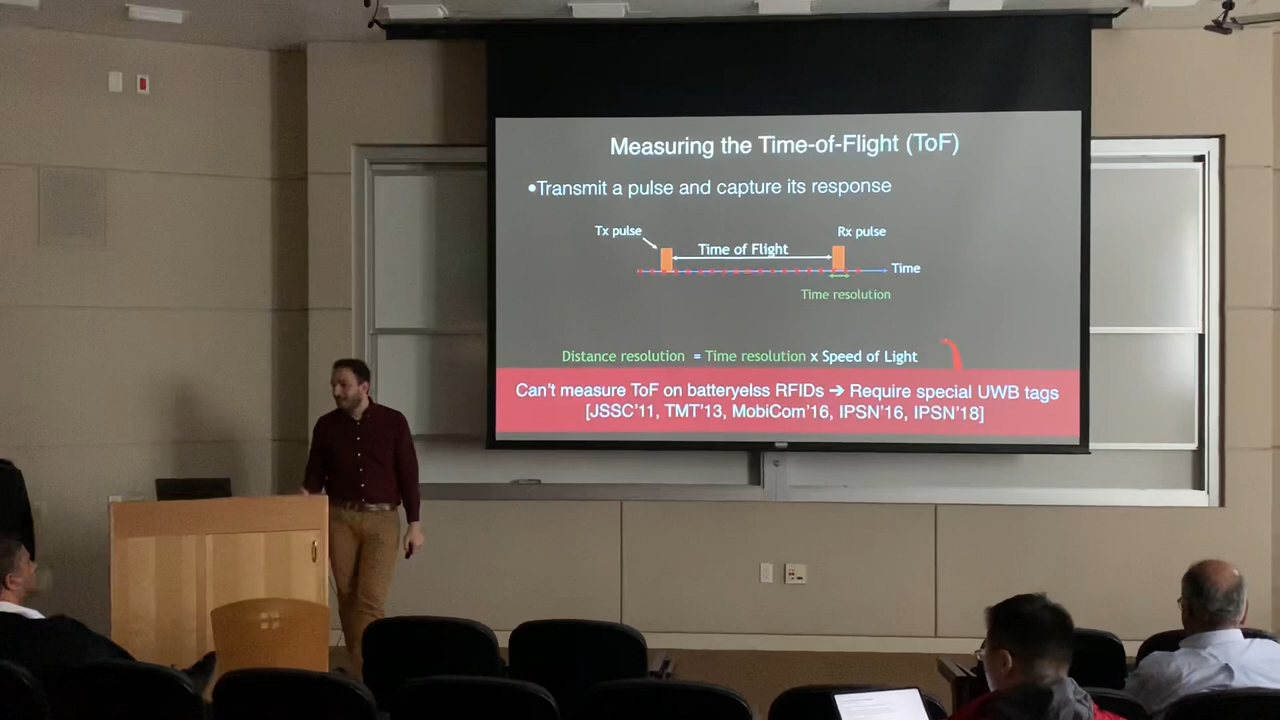 Measuring the Time-of-Flight (ToF)
•Transmit a pulse and capture its response
Tx pulse
Rx pulse
Time of Flight
Time
Time resolution
Distance resolution = Time resolution x Speed of Light
Can't measure ToF on batteryelss RFIDs ➔ Require special UWB tags
[JSSC'11, TMT'13, MobiCom'16, IPSN'16, IPSN'18]